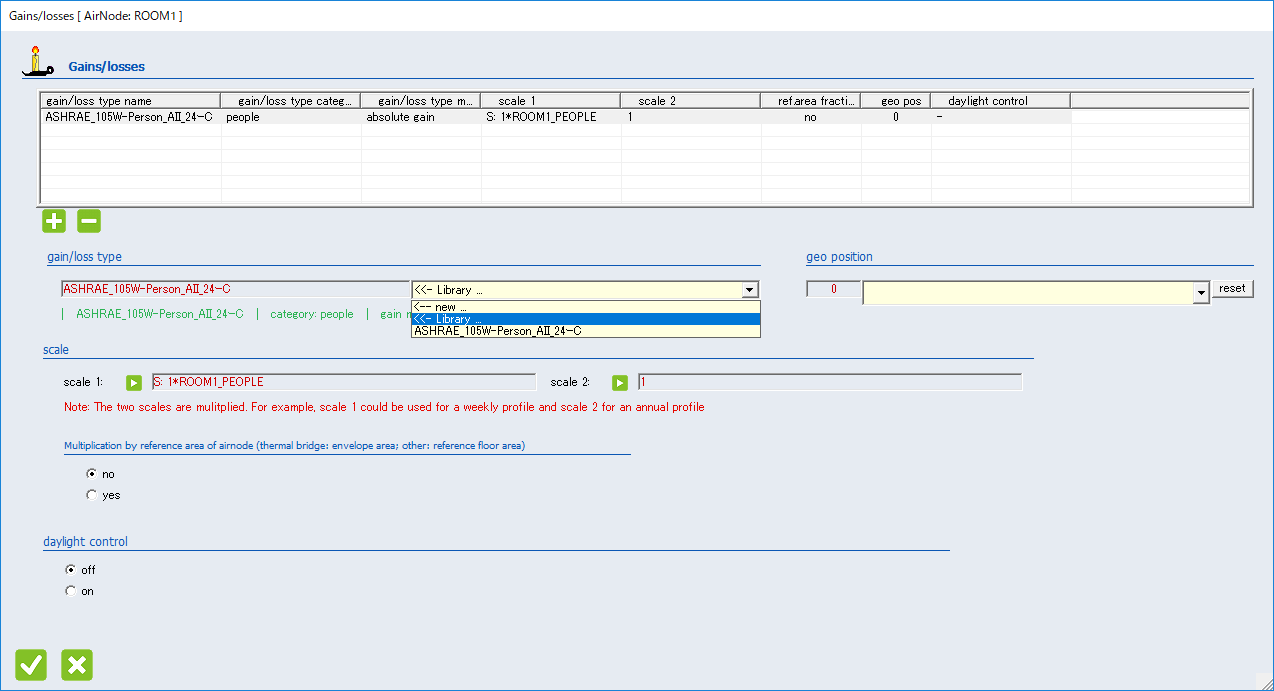 Gains/losses [ AirNode: ROOM1 ]
Gains/losses
gain/loss type name gain/loss type categ... gain/loss type m... scale 1 scale 2 ref.area fracti... geo pos daylight control
ASHRAE_105W-Person_AII_24~C people absolute gain S: 1*ROOM1_PEOPLE 1 no 0 -
gain/loss type geo position
ASHRAE_105W-Person_AII_24~C <<- Library ... 0 reset
| ASHRAE_105W-Person_AII_24~C | category: people | gain
<-- new ...
<<- Library ...
ASHRAE_105W-Person_AII_24~C
scale
scale 1: S: 1*ROOM1_PEOPLE scale 2: 1
Note: The two scales are mulitplied. For example, scale 1 could be used for a weekly profile and scale 2 for an annual profile
Multiplication by reference area of airnode (thermal bridge: envelope area; other: reference floor area)
no
yes
daylight control
off
on